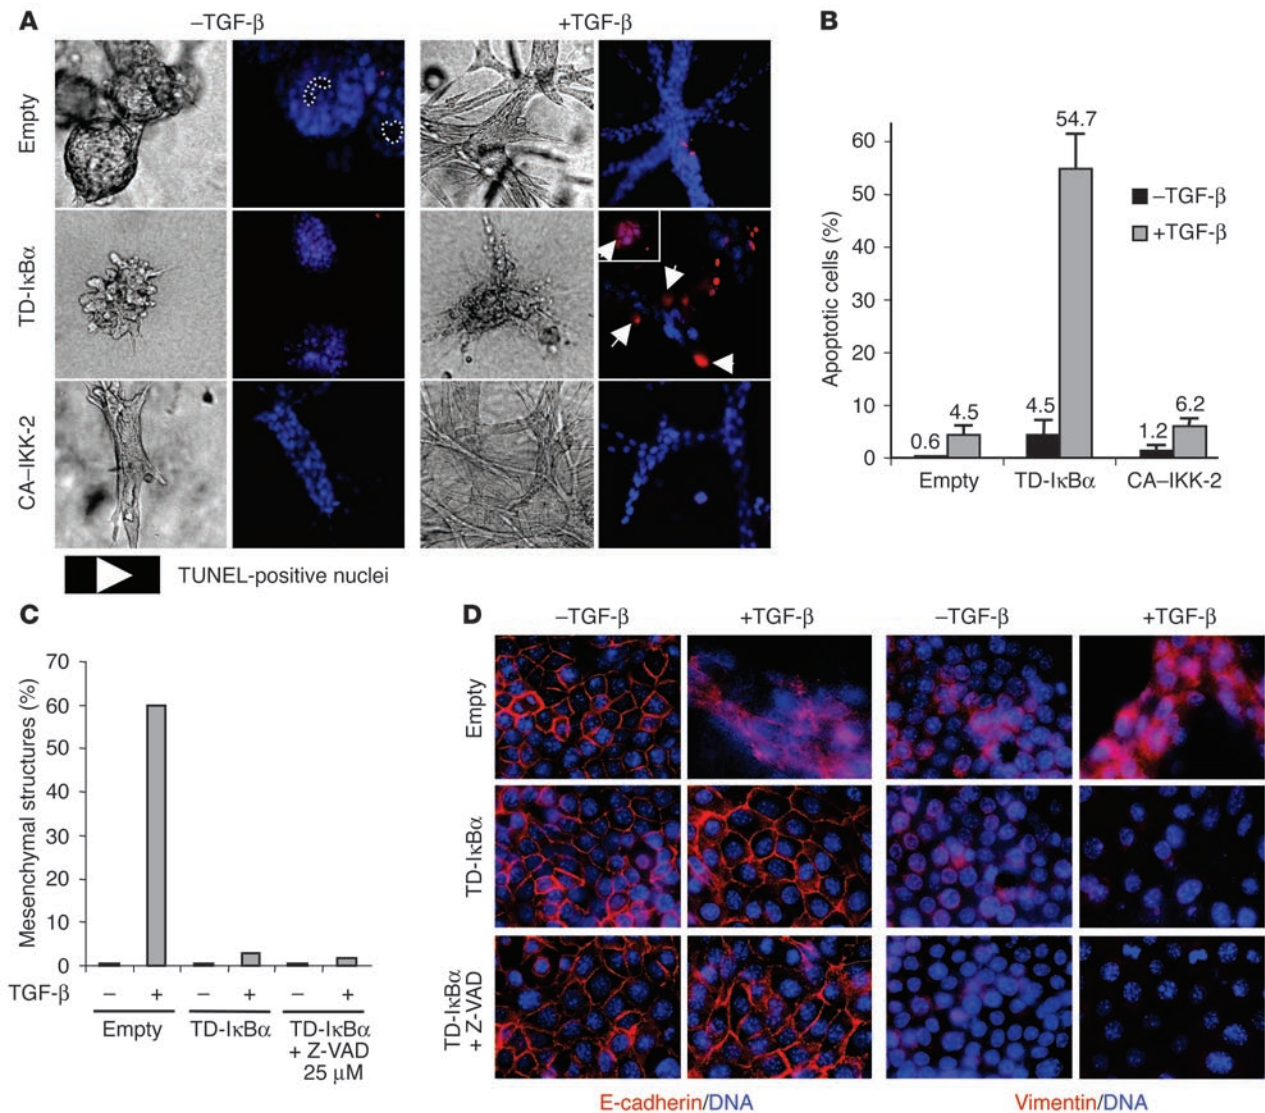 A
–TGF-β
+TGF-β
Empty
TD-IκBα
CA–IKK-2
TUNEL-positive nuclei
B
Apoptotic cells (%)
60
50
40
30
20
10
0
0.6
4.5
4.5
54.7
1.2
6.2
–TGF-β
+TGF-β
Empty
TD-IκBα
CA–IKK-2
C
Mesenchymal structures (%)
70
60
50
40
30
20
10
0
TGF-β – + – + – +
Empty
TD-IκBα
TD-IκBα
+ Z-VAD
25 μM
D
–TGF-β
+TGF-β
–TGF-β
+TGF-β
Empty
TD-IκBα
TD-IκBα
+ Z-VAD
E-cadherin/DNA
Vimentin/DNA